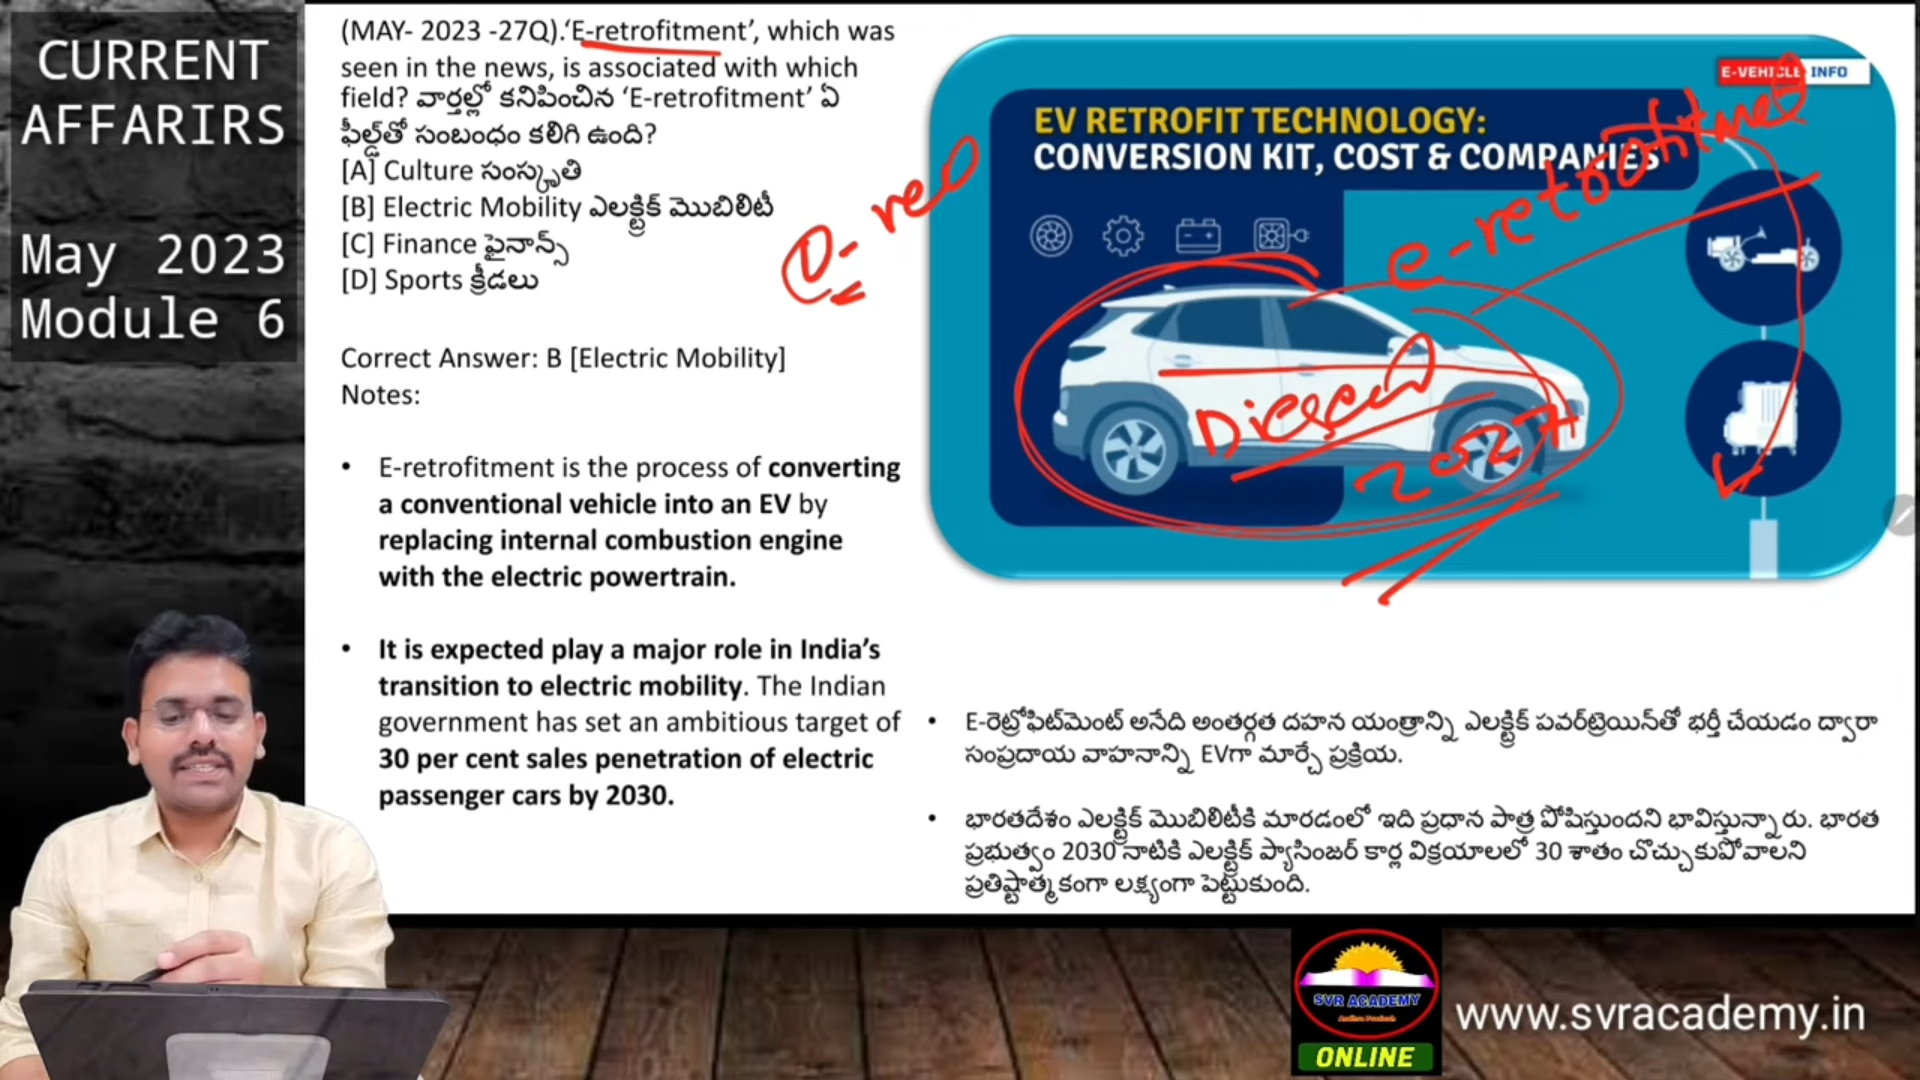 CURRENT
AFFARIRS
May 2023
Module 6
(MAY- 2023 -27Q).‘E-retrofitment’, which was
seen in the news, is associated with which
field? వార్తల్లో కనిపించిన ‘E-retrofitment’ ఏ
ఫీల్డ్‌తో సంబంధం కలిగి ఉంది?
[A] Culture సంస్కృతి
[B] Electric Mobility ఎలక్ట్రిక్ మొబిలిటీ
[C] Finance ఫైనాన్స్
[D] Sports క్రీడలు
Correct Answer: B [Electric Mobility]
Notes:
• E-retrofitment is the process of converting
a conventional vehicle into an EV by
replacing internal combustion engine
with the electric powertrain.
• It is expected play a major role in India’s
transition to electric mobility. The Indian
government has set an ambitious target of
30 per cent sales penetration of electric
passenger cars by 2030.
E-VEHICLE INFO
EV RETROFIT TECHNOLOGY:
CONVERSION KIT, COST & COMPANIES
Diesel
2027
• E-రెట్రోఫిట్‌మెంట్ అనేది అంతర్గత దహన యంత్రాన్ని ఎలక్ట్రిక్ పవర్‌ట్రెయిన్‌తో భర్తీ చేయడం ద్వారా
సంప్రదాయ వాహనాన్ని EVగా మార్చే ప్రక్రియ.
• భారతదేశం ఎలక్ట్రిక్ మొబిలిటీకి మారడంలో ఇది ప్రధాన పాత్ర పోషిస్తుందని భావిస్తున్నారు. భారత
ప్రభుత్వం 2030 నాటికి ఎలక్ట్రిక్ ప్యాసింజర్ కార్ల విక్రయాలలో 30 శాతం చొచ్చుకుపోవాలని
ప్రతిష్టాత్మకంగా లక్ష్యంగా పెట్టుకుంది.
SVR ACADEMY
Andhra Pradesh
ONLINE
www.svracademy.in